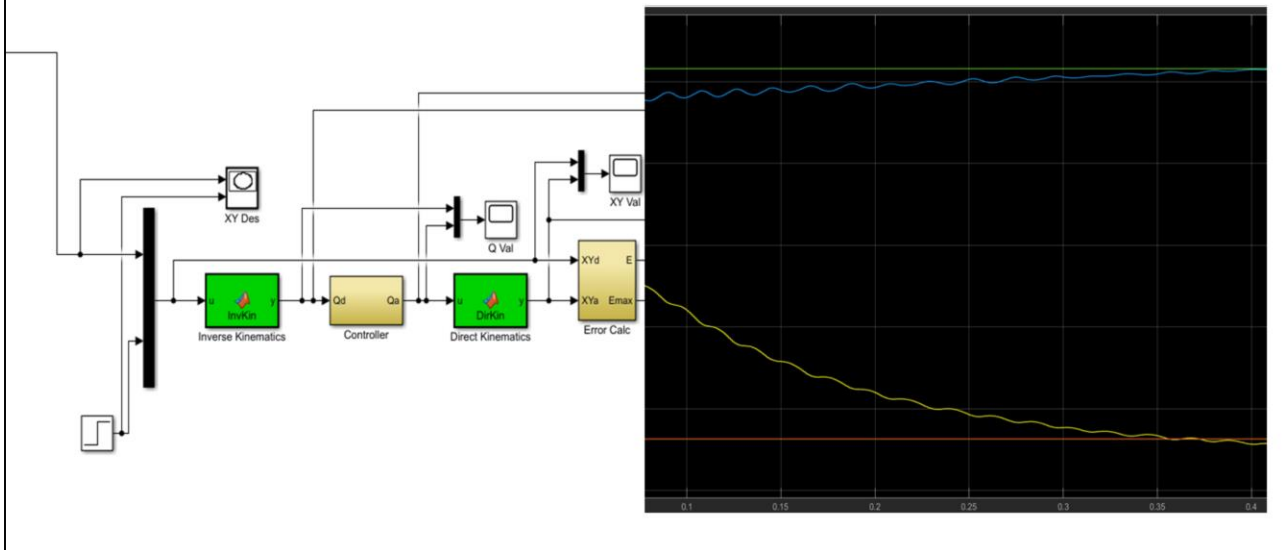 XY Des
XY Val
Q Val
XYd E
u InvKin y
Qd Qa
u DirKin y
XYa Emax
Inverse Kinematics
Controller
Direct Kinematics
Error Calc
0.1 0.15 0.2 0.25 0.3 0.35 0.4